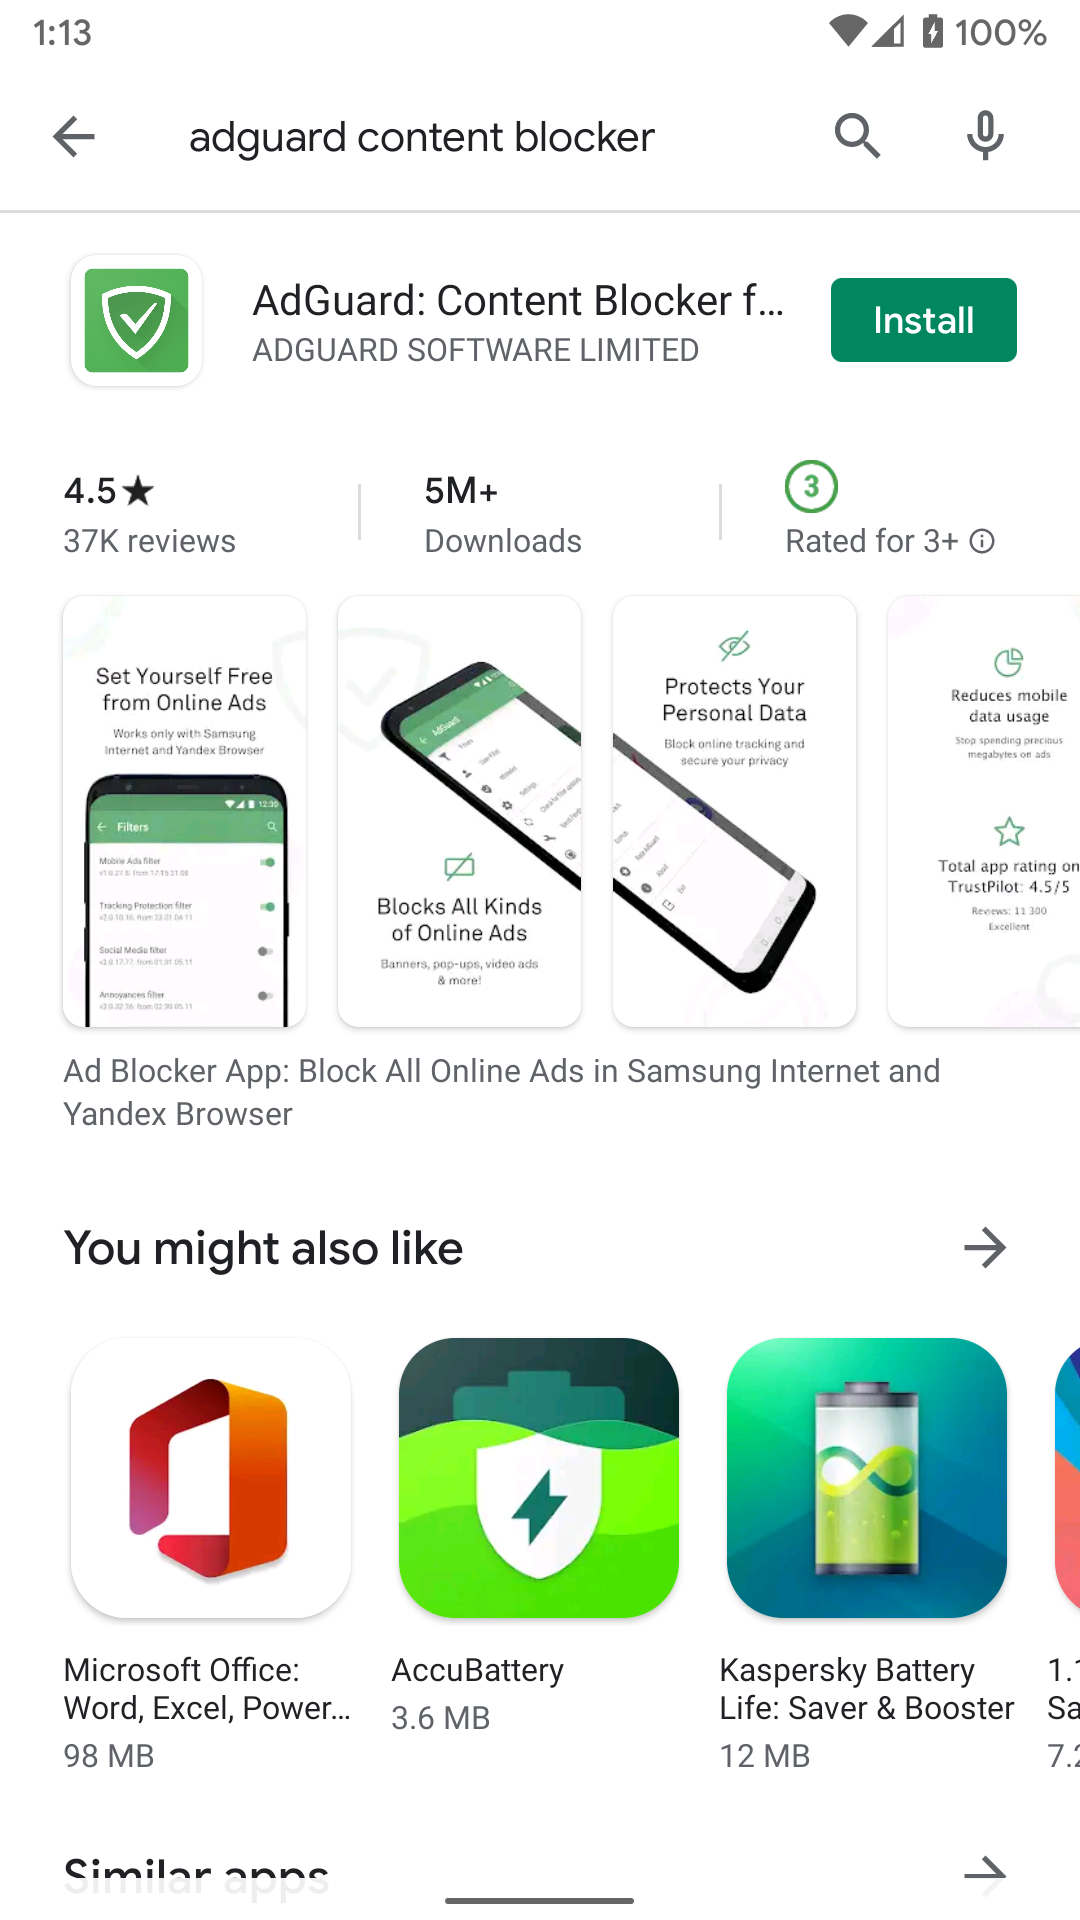 1:13
100%
adguard content blocker
AdGuard: Content Blocker f...
ADGUARD SOFTWARE LIMITED
Install
4.5★
37K reviews
5M+
Downloads
3
Rated for 3+
Set Yourself Free
from Online Ads
Works only with Samsung
Internet and Yandex Browser
12:30
Filters
Mobile Ads filter
Tracking Protection filter
Social Media filter
Annoyances filter
AdGuard
Blocks All Kinds
of Online Ads
Banners, pop-ups, video ads
& more!
Protects Your
Personal Data
Block online tracking and
secure your privacy
Reduces mobile
data usage
Stop spending precious
megabytes on ads
Total app rating on
TrustPilot: 4.5/5
Reviews: 11 300
Excellent
Ad Blocker App: Block All Online Ads in Samsung Internet and
Yandex Browser
You might also like
Microsoft Office:
Word, Excel, Power...
98 MB
AccuBattery
3.6 MB
Kaspersky Battery
Life: Saver & Booster
12 MB
1.1
Sa
7.2
Similar apps